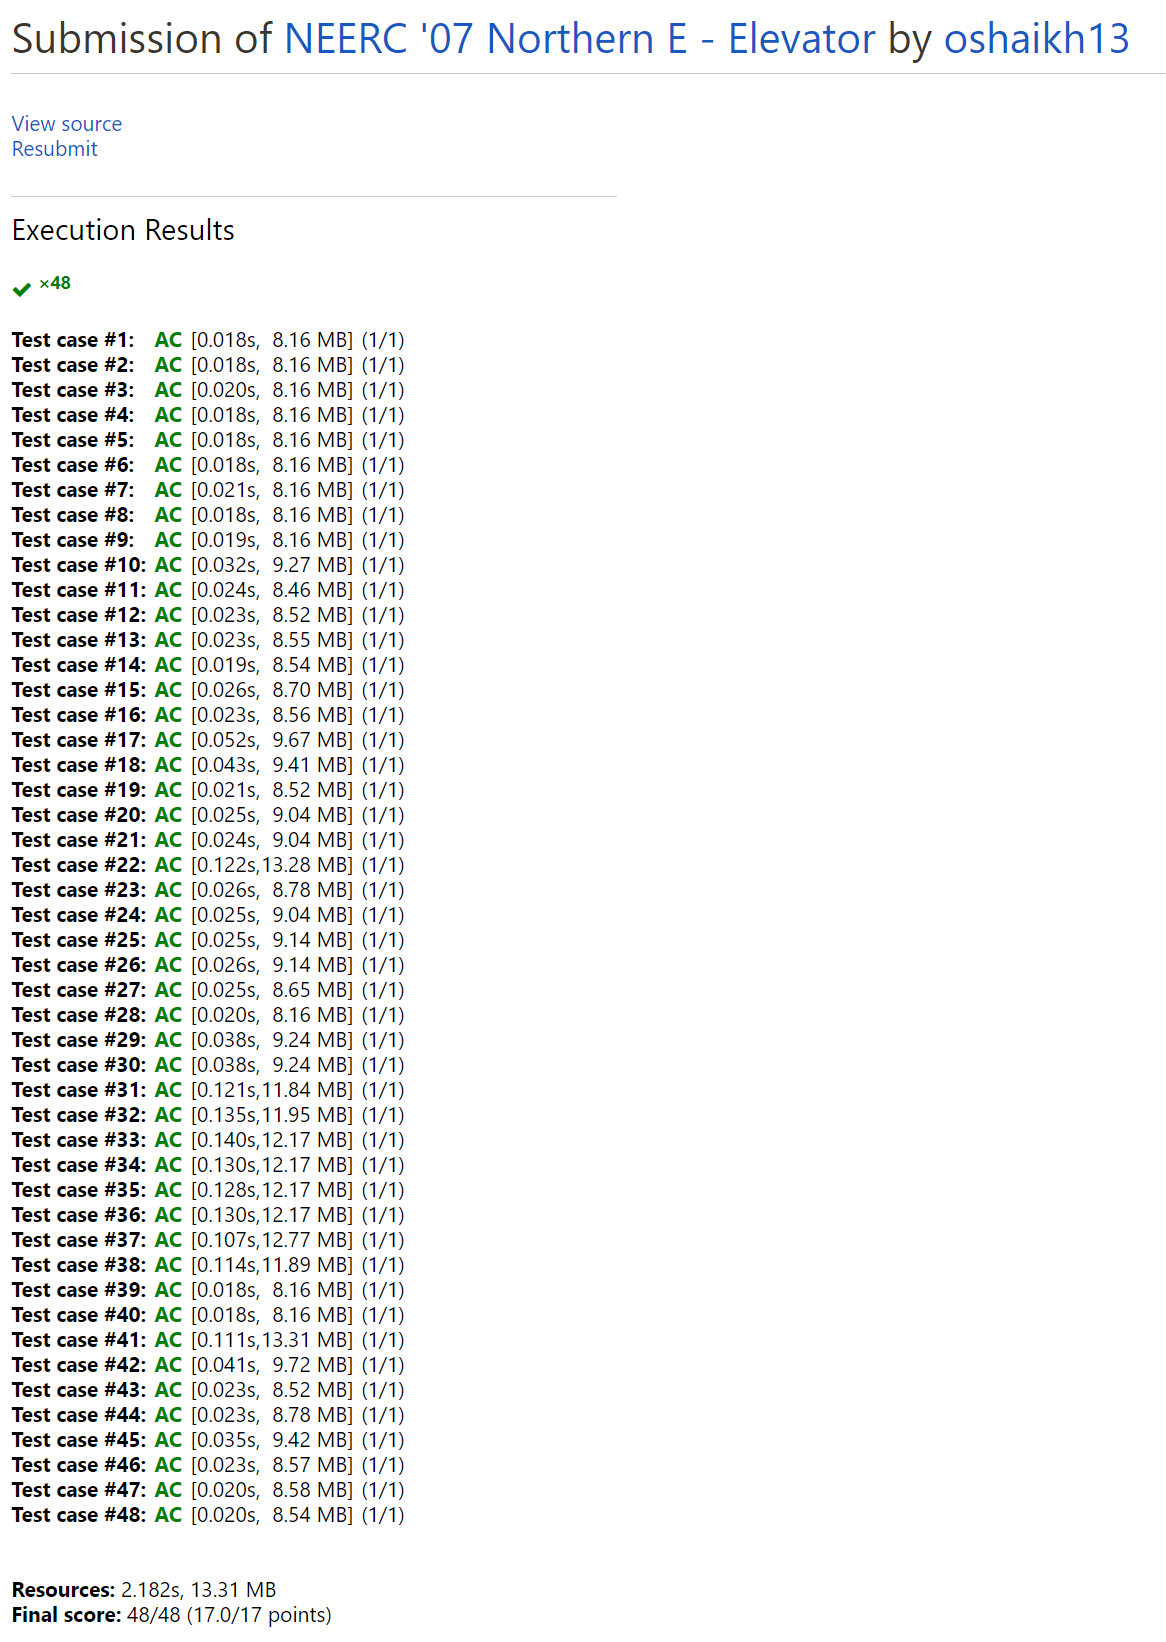 Submission of NEERC '07 Northern E - Elevator by oshaikh13
View source
Resubmit
Execution Results
✔ ×48
Test case #1: AC [0.018s, 8.16 MB] (1/1)
Test case #2: AC [0.018s, 8.16 MB] (1/1)
Test case #3: AC [0.020s, 8.16 MB] (1/1)
Test case #4: AC [0.018s, 8.16 MB] (1/1)
Test case #5: AC [0.018s, 8.16 MB] (1/1)
Test case #6: AC [0.018s, 8.16 MB] (1/1)
Test case #7: AC [0.021s, 8.16 MB] (1/1)
Test case #8: AC [0.018s, 8.16 MB] (1/1)
Test case #9: AC [0.019s, 8.16 MB] (1/1)
Test case #10: AC [0.032s, 9.27 MB] (1/1)
Test case #11: AC [0.024s, 8.46 MB] (1/1)
Test case #12: AC [0.023s, 8.52 MB] (1/1)
Test case #13: AC [0.023s, 8.55 MB] (1/1)
Test case #14: AC [0.019s, 8.54 MB] (1/1)
Test case #15: AC [0.026s, 8.70 MB] (1/1)
Test case #16: AC [0.023s, 8.56 MB] (1/1)
Test case #17: AC [0.052s, 9.67 MB] (1/1)
Test case #18: AC [0.043s, 9.41 MB] (1/1)
Test case #19: AC [0.021s, 8.52 MB] (1/1)
Test case #20: AC [0.025s, 9.04 MB] (1/1)
Test case #21: AC [0.024s, 9.04 MB] (1/1)
Test case #22: AC [0.122s,13.28 MB] (1/1)
Test case #23: AC [0.026s, 8.78 MB] (1/1)
Test case #24: AC [0.025s, 9.04 MB] (1/1)
Test case #25: AC [0.025s, 9.14 MB] (1/1)
Test case #26: AC [0.026s, 9.14 MB] (1/1)
Test case #27: AC [0.025s, 8.65 MB] (1/1)
Test case #28: AC [0.020s, 8.16 MB] (1/1)
Test case #29: AC [0.038s, 9.24 MB] (1/1)
Test case #30: AC [0.038s, 9.24 MB] (1/1)
Test case #31: AC [0.121s,11.84 MB] (1/1)
Test case #32: AC [0.135s,11.95 MB] (1/1)
Test case #33: AC [0.140s,12.17 MB] (1/1)
Test case #34: AC [0.130s,12.17 MB] (1/1)
Test case #35: AC [0.128s,12.17 MB] (1/1)
Test case #36: AC [0.130s,12.17 MB] (1/1)
Test case #37: AC [0.107s,12.77 MB] (1/1)
Test case #38: AC [0.114s,11.89 MB] (1/1)
Test case #39: AC [0.018s, 8.16 MB] (1/1)
Test case #40: AC [0.018s, 8.16 MB] (1/1)
Test case #41: AC [0.111s,13.31 MB] (1/1)
Test case #42: AC [0.041s, 9.72 MB] (1/1)
Test case #43: AC [0.023s, 8.52 MB] (1/1)
Test case #44: AC [0.023s, 8.78 MB] (1/1)
Test case #45: AC [0.035s, 9.42 MB] (1/1)
Test case #46: AC [0.023s, 8.57 MB] (1/1)
Test case #47: AC [0.020s, 8.58 MB] (1/1)
Test case #48: AC [0.020s, 8.54 MB] (1/1)
Resources: 2.182s, 13.31 MB
Final score: 48/48 (17.0/17 points)